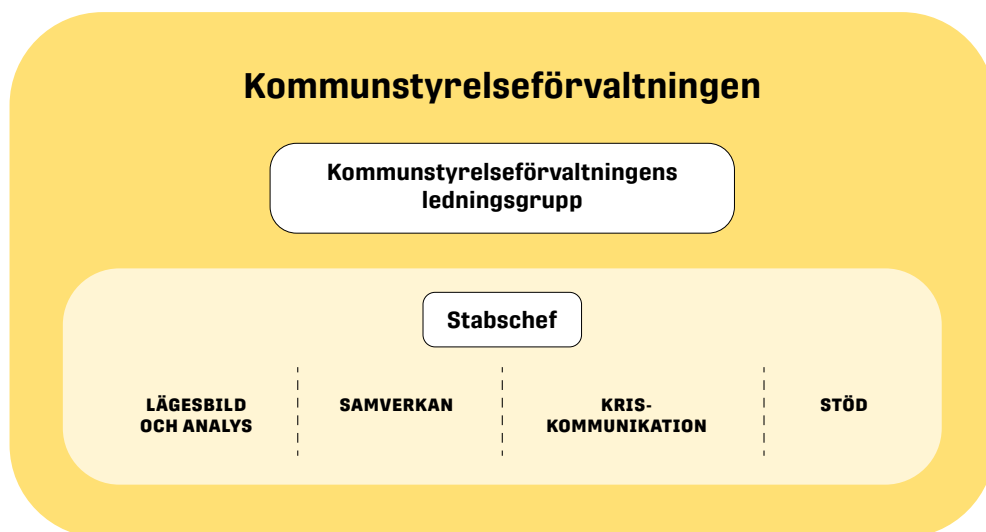 Kommunstyrelseförvaltningen
Kommunstyrelseförvaltningens
ledningsgrupp
Stabschef
LÄGESBILD
OCH ANALYS
SAMVERKAN
KRIS-
KOMMUNIKATION
STÖD